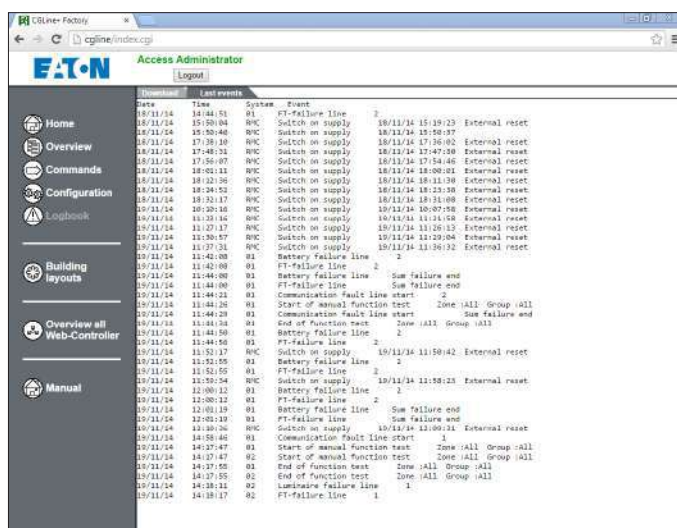 CGLine+ Factory
cgline/index.cgi
EATON
Access Administrator
Logout
Download Last events
Home
Overview
Commands
Configuration
Logbook
Building layouts
Overview all Web-Controller
Manual
Date Time System Event
18/11/14 14:44:51 01 FT-failure line 2
18/11/14 15:50:04 RMC Switch on supply 18/11/14 15:19:23 External reset
18/11/14 15:50:40 RMC Switch on supply 18/11/14 15:50:37
18/11/14 17:38:10 RMC Switch on supply 18/11/14 17:36:02 External reset
18/11/14 17:48:31 RMC Switch on supply 18/11/14 17:47:30 External reset
18/11/14 17:56:07 RMC Switch on supply 18/11/14 17:54:46 External reset
18/11/14 18:01:11 RMC Switch on supply 18/11/14 18:00:01 External reset
18/11/14 18:12:36 RMC Switch on supply 18/11/14 18:11:30 External reset
18/11/14 18:24:52 RMC Switch on supply 18/11/14 18:23:30 External reset
18/11/14 18:32:17 RMC Switch on supply 18/11/14 18:31:08 External reset
19/11/14 10:10:18 RMC Switch on supply 19/11/14 10:07:58 External reset
19/11/14 11:23:16 RMC Switch on supply 19/11/14 11:21:58 External reset
19/11/14 11:27:17 RMC Switch on supply 19/11/14 11:26:13 External reset
19/11/14 11:30:57 RMC Switch on supply 19/11/14 11:29:04 External reset
19/11/14 11:37:31 RMC Switch on supply 19/11/14 11:36:32 External reset
19/11/14 11:42:08 01 Battery failure line 2
19/11/14 11:42:08 01 FT-failure line 2
19/11/14 11:44:00 01 Battery failure line Sum failure end
19/11/14 11:44:00 01 FT-failure line Sum failure end
19/11/14 11:44:21 01 Communication fault line start 2
19/11/14 11:44:26 01 Start of manual function test Zone :All Group :All
19/11/14 11:44:29 01 Communication fault line start Sum failure end
19/11/14 11:44:34 01 End of function test Zone :All Group :All
19/11/14 11:44:50 01 Battery failure line 2
19/11/14 11:44:50 01 FT-failure line 2
19/11/14 11:52:17 RMC Switch on supply 19/11/14 11:50:42 External reset
19/11/14 11:52:55 01 Battery failure line 2
19/11/14 11:52:55 01 FT-failure line 2
19/11/14 11:59:34 RMC Switch on supply 19/11/14 11:58:23 External reset
19/11/14 12:00:12 01 Battery failure line 2
19/11/14 12:00:12 01 FT-failure line 2
19/11/14 12:01:19 01 Battery failure line Sum failure end
19/11/14 12:01:19 01 FT-failure line Sum failure end
19/11/14 13:10:36 RMC Switch on supply External reset
19/11/14 14:58:46 01 Communication fault line start 1
19/11/14 14:17:47 01 Start of manual function test Zone :All Group :All
19/11/14 14:17:47 02 Start of manual function test Zone :All Group :All
19/11/14 14:17:55 01 End of function test Zone :All Group :All
19/11/14 14:17:55 02 End of function test Zone :All Group :All
19/11/14 14:18:11 02 Luminaire failure line 1
19/11/14 14:18:17 02 FT-failure line 1